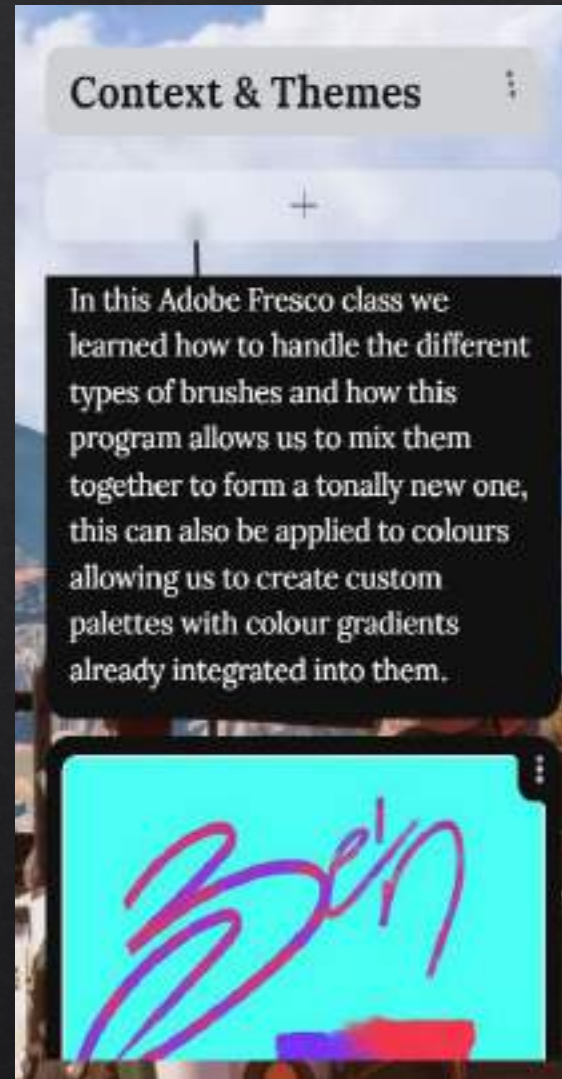 Context & Themes
+
In this Adobe Fresco class we
learned how to handle the different
types of brushes and how this
program allows us to mix them
together to form a tonally new one,
this can also be applied to colours
allowing us to create custom
palettes with colour gradients
already integrated into them.
Ben